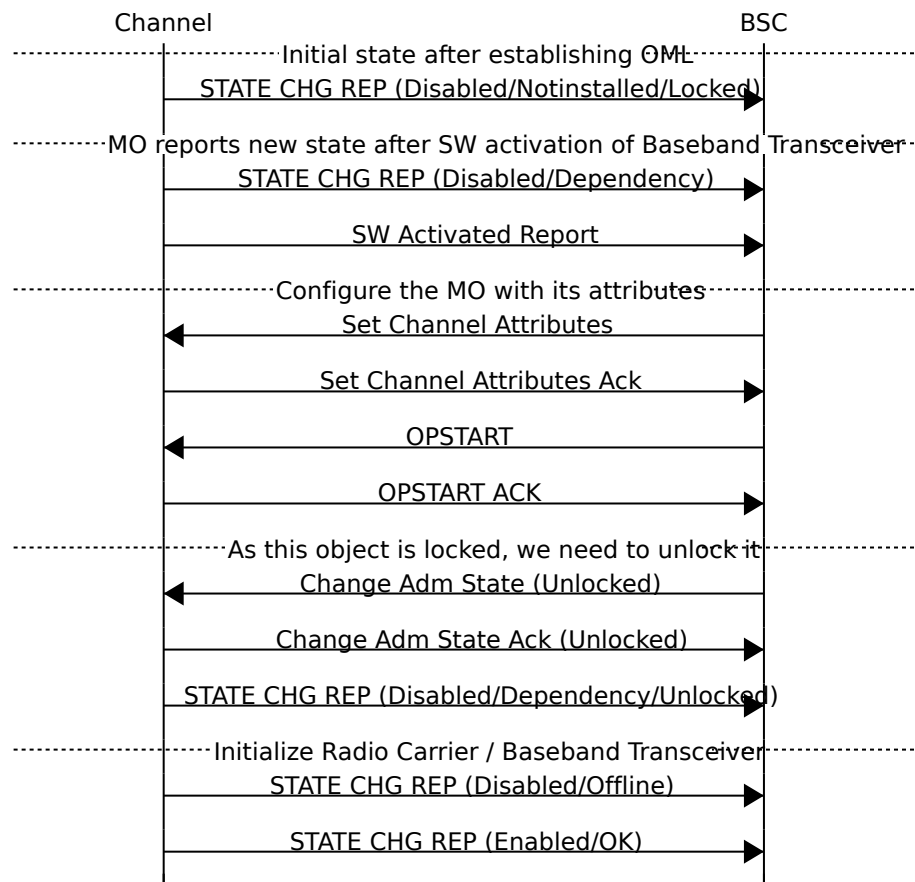 Channel BSC
Initial state after establishing OML
STATE CHG REP (Disabled/Notinstalled/Locked)
MO reports new state after SW activation of Baseband Transceiver
STATE CHG REP (Disabled/Dependency)
SW Activated Report
Configure the MO with its attributes
Set Channel Attributes
Set Channel Attributes Ack
OPSTART
OPSTART ACK
As this object is locked, we need to unlock it
Change Adm State (Unlocked)
Change Adm State Ack (Unlocked)
STATE CHG REP (Disabled/Dependency/Unlocked)
Initialize Radio Carrier / Baseband Transceiver
STATE CHG REP (Disabled/Offline)
STATE CHG REP (Enabled/OK)